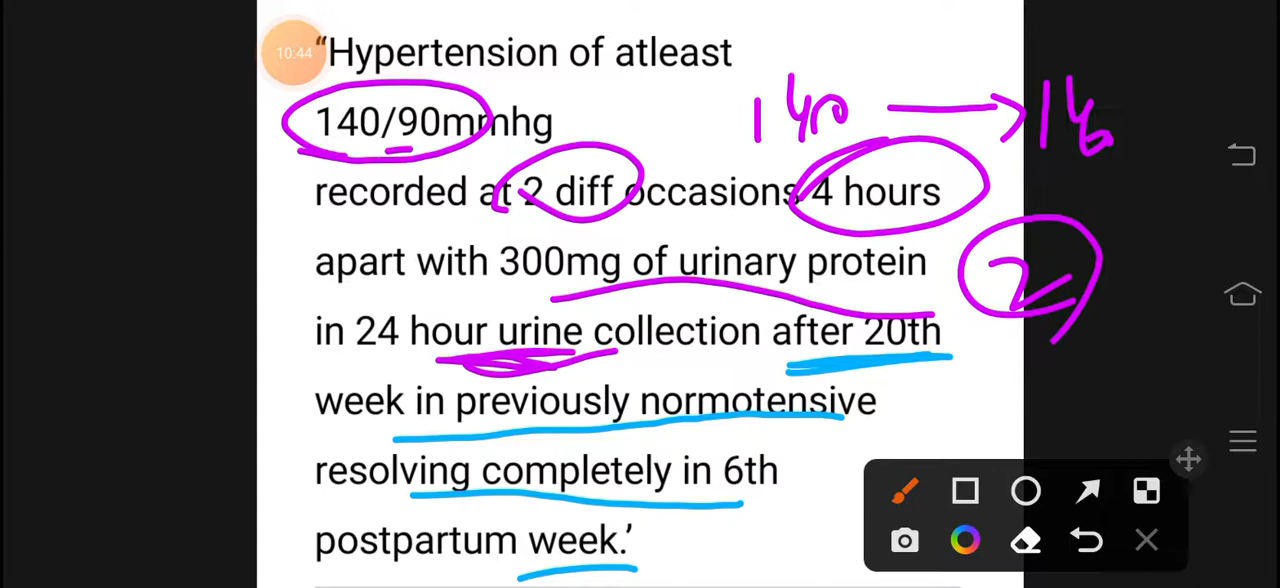 10:44
"Hypertension of atleast
140/90mmhg
recorded at 2 diff occasions 4 hours
apart with 300mg of urinary protein
in 24 hour urine collection after 20th
week in previously normotensive
resolving completely in 6th
postpartum week.'
2